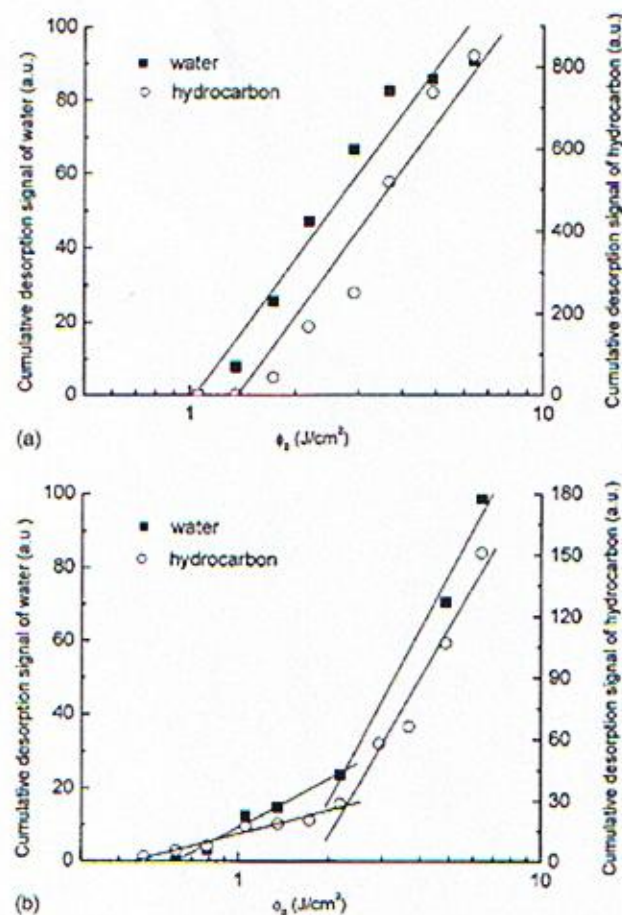 100
80
60
40
20
0
Cumulative desorption signal of water (a.u.)
water
hydrocarbon
800
600
400
200
0
Cumulative desorption signal of hydrocarbon (a.u.)
1
10
(a)
(J/cm²)
100
80
60
40
20
0
Cumulative desorption signal of water (a.u.)
water
hydrocarbon
180
150
120
90
60
30
0
Cumulative desorption signal of hydrocarbon (a.u.)
1
10
(b)
(J/cm²)